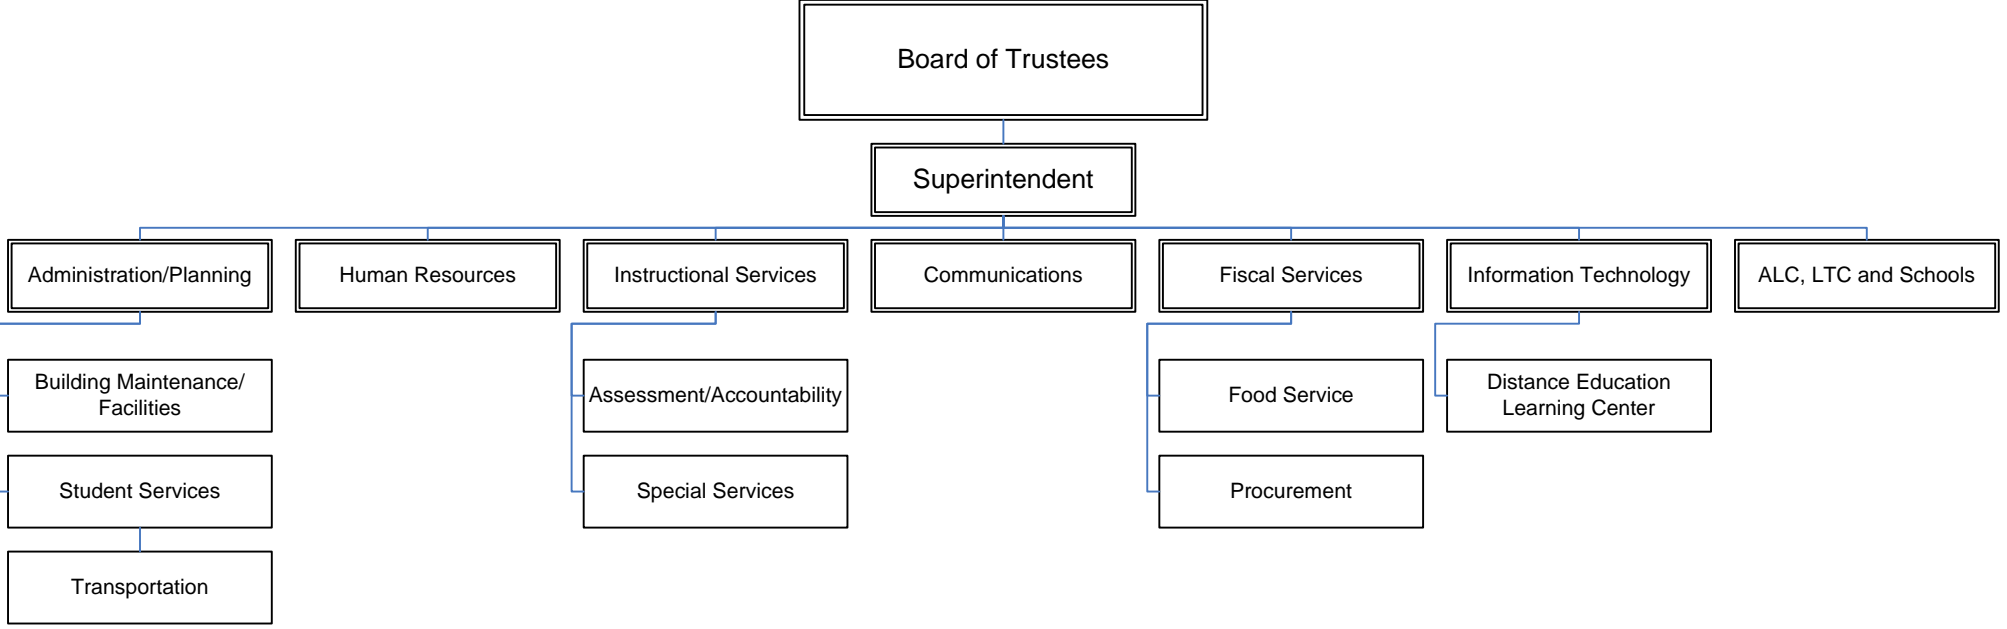 Board of Trustees
Superintendent
Administration/Planning
Human Resources
Instructional Services
Communications
Fiscal Services
Information Technology
ALC, LTC and Schools
Building Maintenance/
Facilities
Assessment/Accountability
Food Service
Distance Education
Learning Center
Student Services
Special Services
Procurement
Transportation